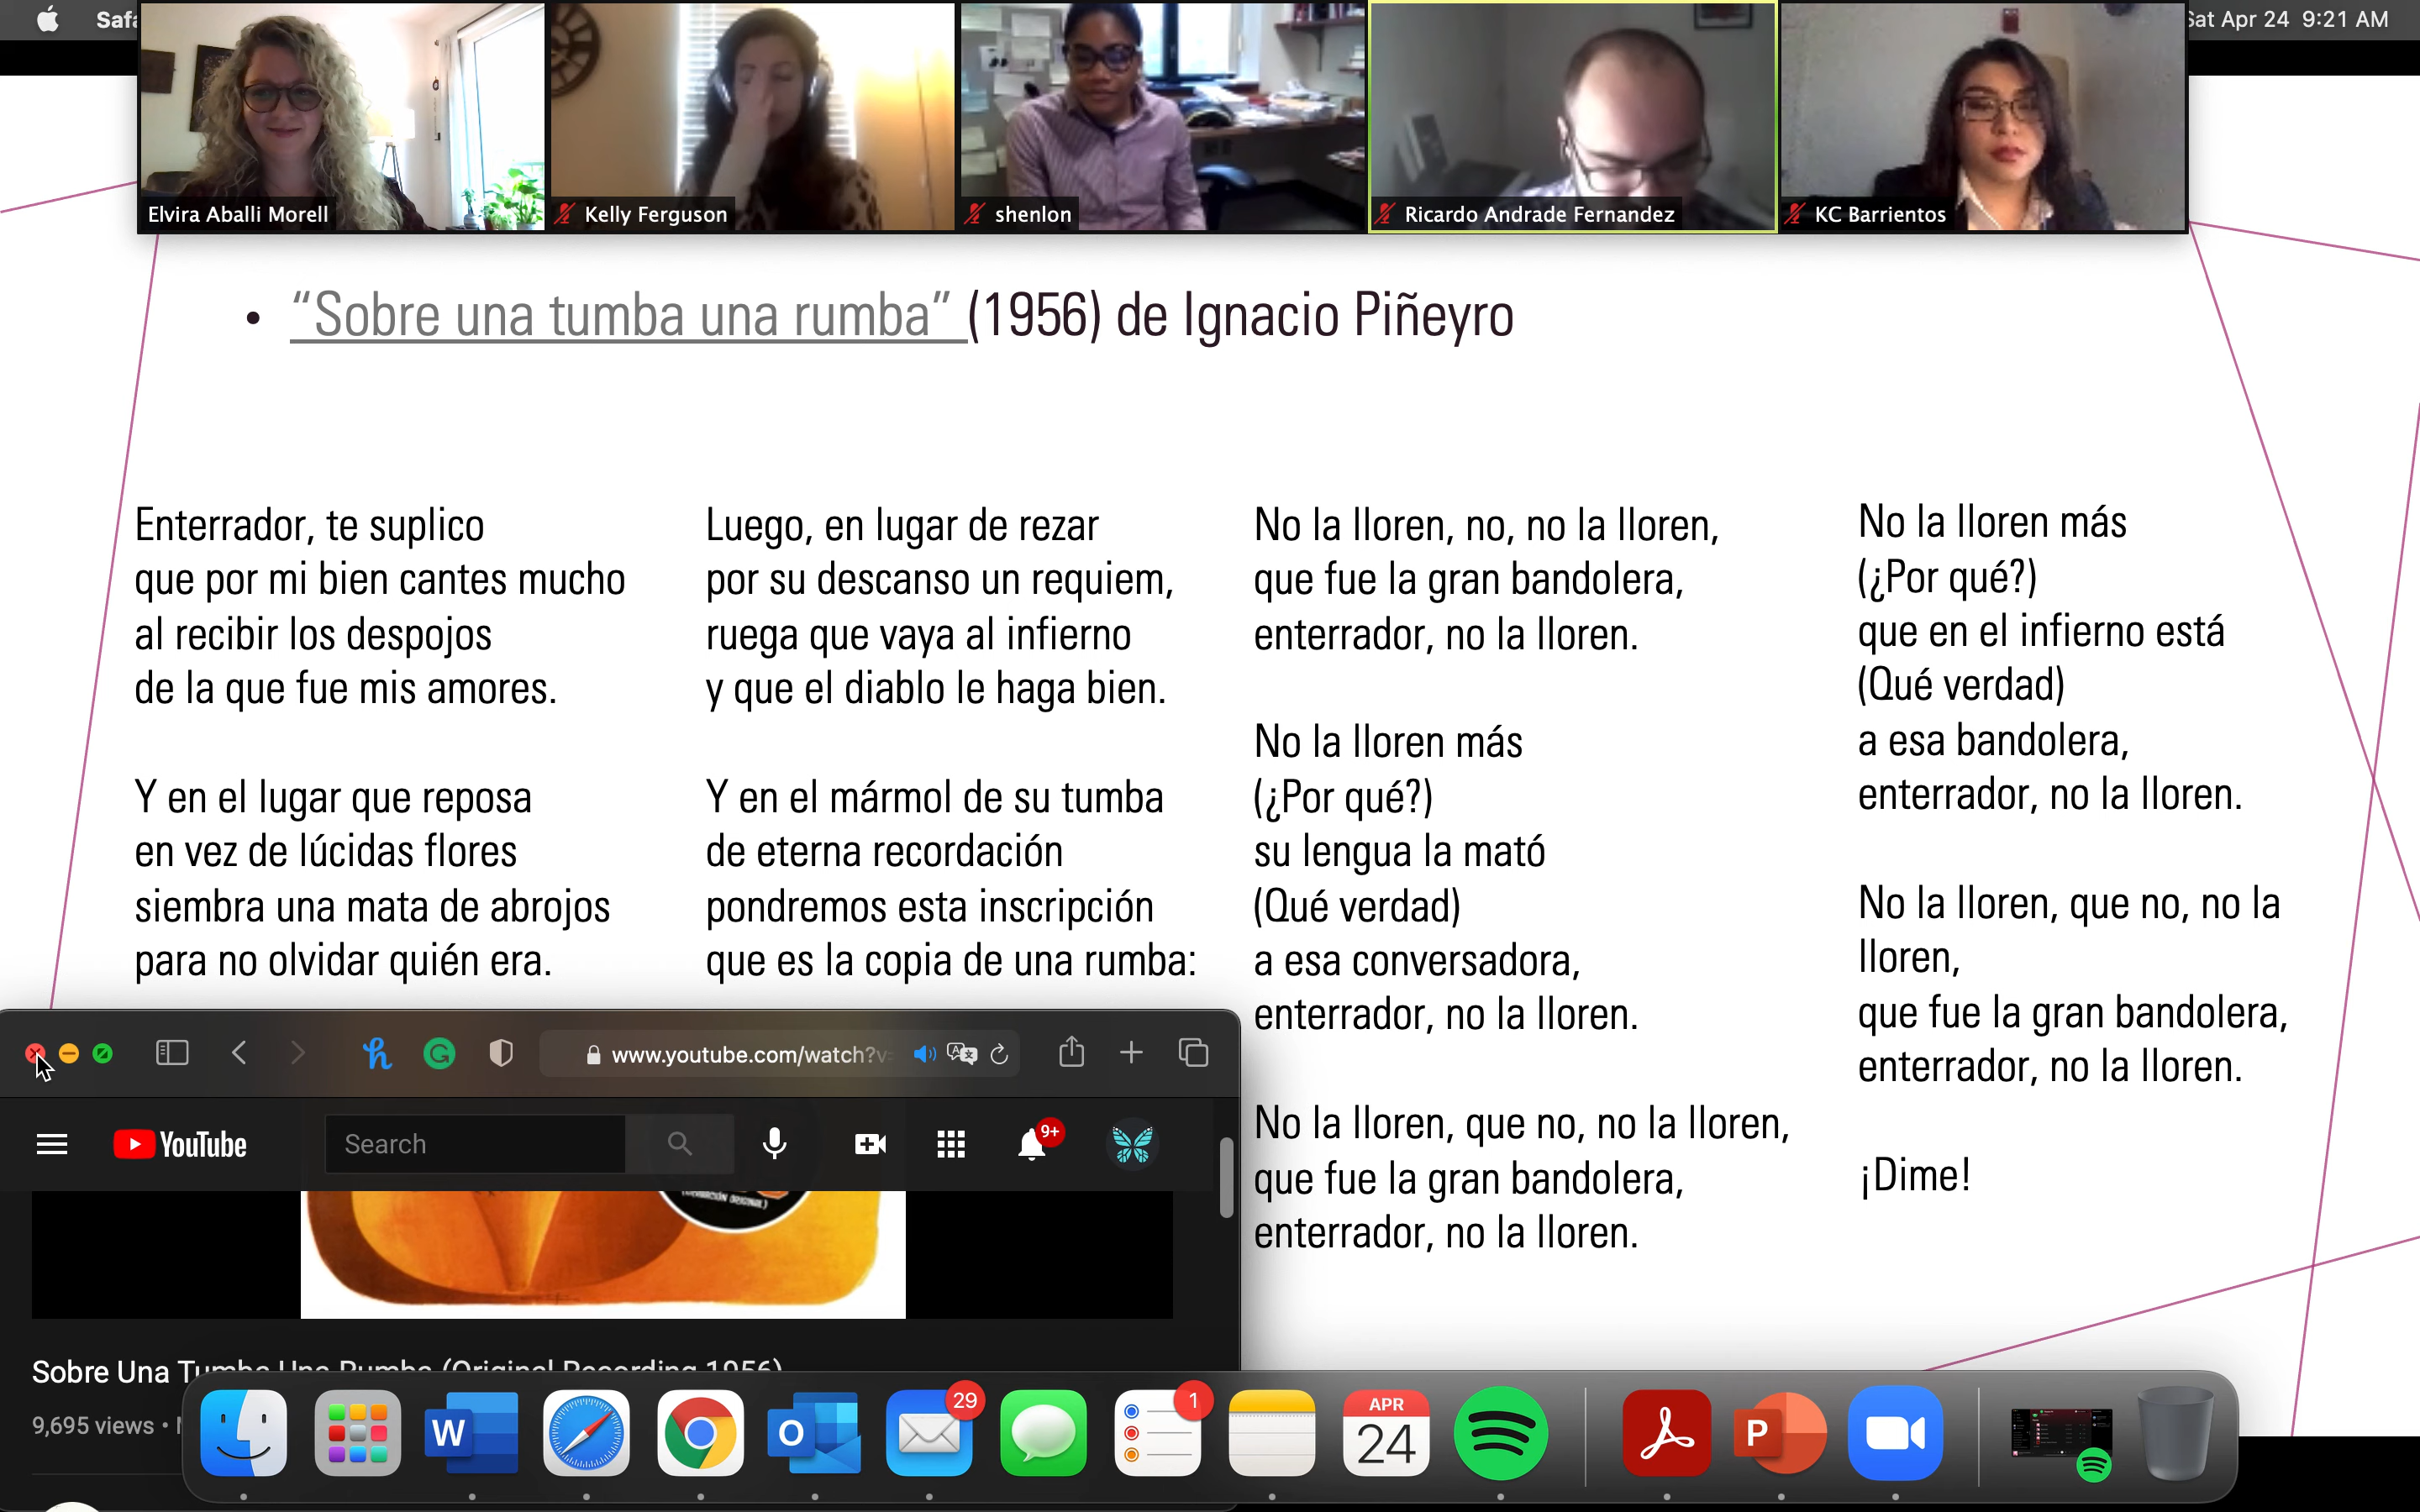 Sat Apr 24 9:21 AM
Elvira Aballi Morell
Kelly Ferguson
shenlon
Ricardo Andrade Fernandez
KC Barrientos
• “Sobre una tumba una rumba” (1956) de Ignacio Piñeyro
Enterrador, te suplico
que por mi bien cantes mucho
al recibir los despojos
de la que fue mis amores.
Y en el lugar que reposa
en vez de lúcidas flores
siembra una mata de abrojos
para no olvidar quién era.
Luego, en lugar de rezar
por su descanso un requiem,
ruega que vaya al infierno
y que el diablo le haga bien.
Y en el mármol de su tumba
de eterna recordación
pondremos esta inscripción
que es la copia de una rumba:
No la lloren, no, no la lloren,
que fue la gran bandolera,
enterrador, no la lloren.
No la lloren más
(¿Por qué?)
su lengua la mató
(Qué verdad)
a esa conversadora,
enterrador, no la lloren.
No la lloren, que no, no la lloren,
que fue la gran bandolera,
enterrador, no la lloren.
No la lloren más
(¿Por qué?)
que en el infierno está
(Qué verdad)
a esa bandolera,
enterrador, no la lloren.
No la lloren, que no, no la
lloren,
que fue la gran bandolera,
enterrador, no la lloren.
¡Dime!
www.youtube.com/watch?v=
YouTube
Search
9+
Sobre Una Tumba Una Rumba (Original Recording 1956)
9,695 views •
W
O
29
1
APR
24
P